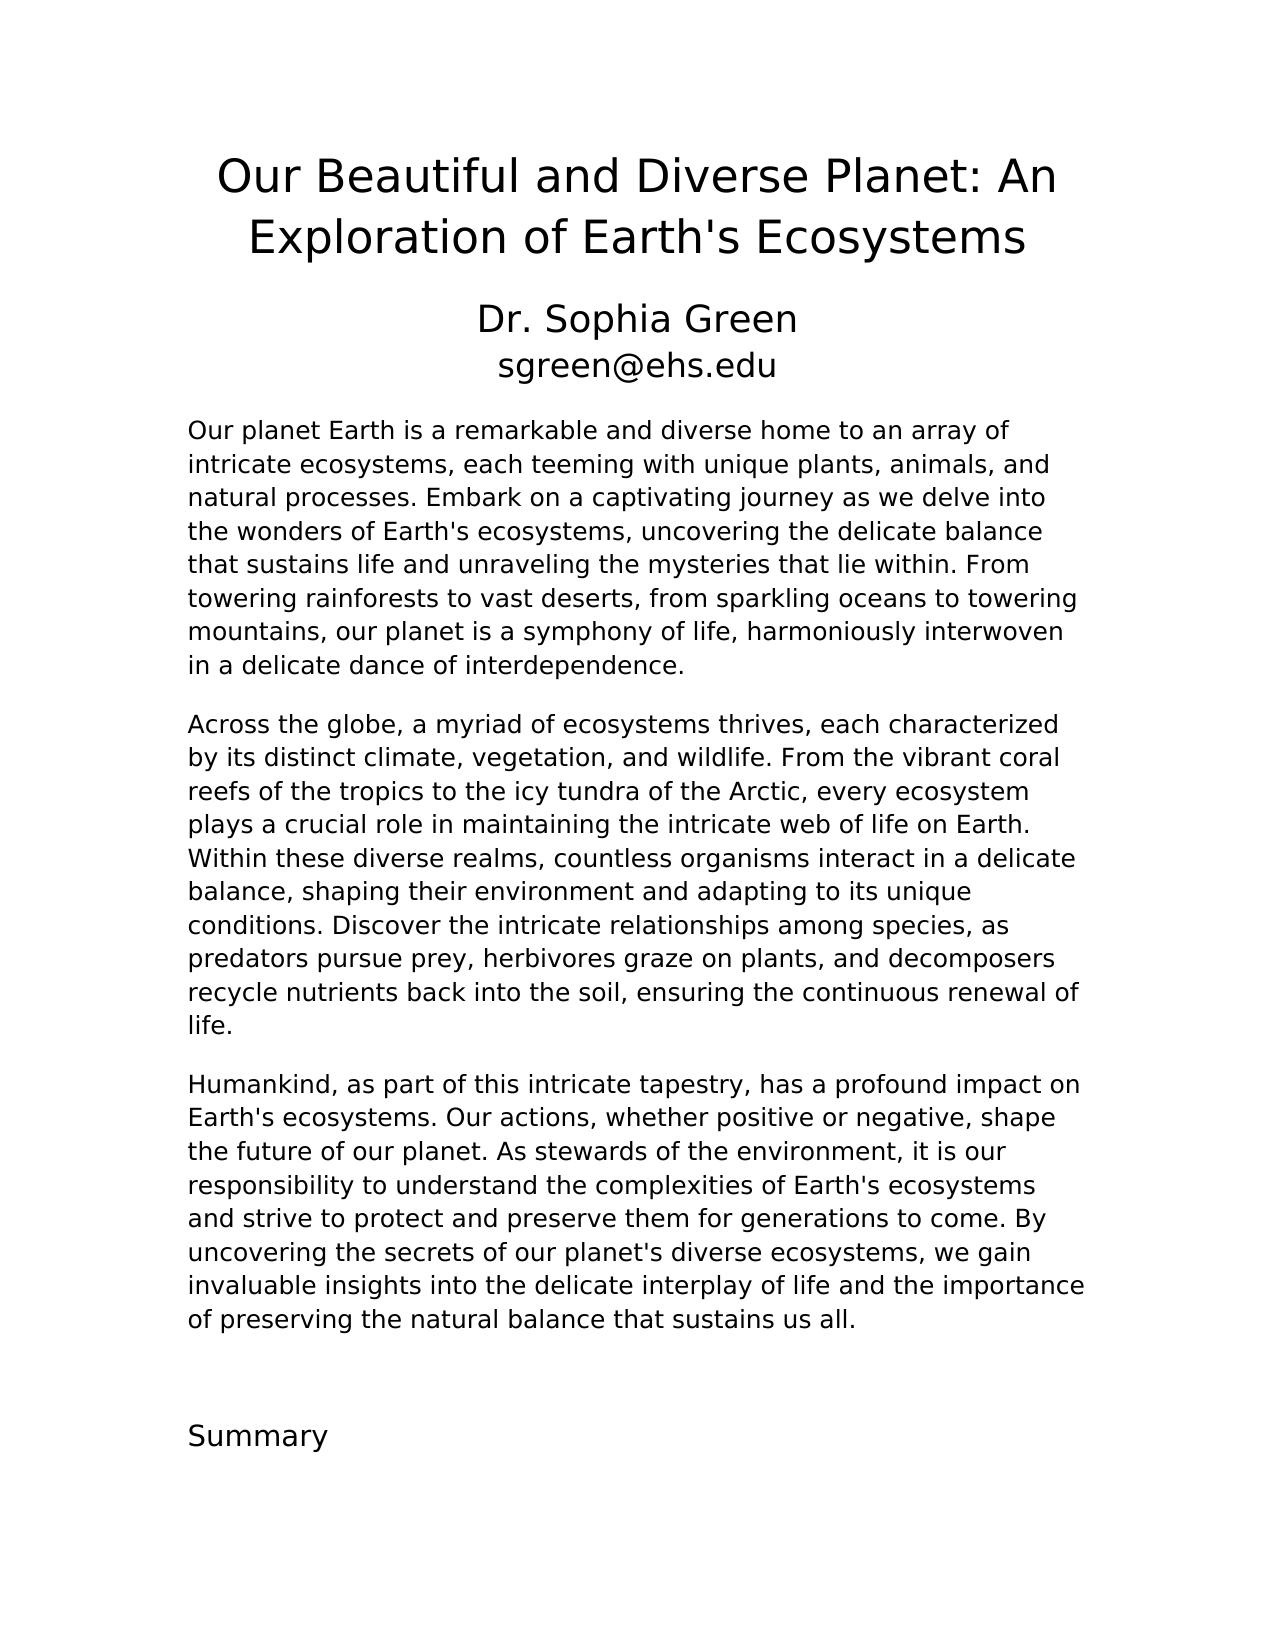 Our Beautiful and Diverse Planet: An
Exploration of Earth's Ecosystems
Dr. Sophia Green
sgreen@ehs.edu
Our planet Earth is a remarkable and diverse home to an array of
intricate ecosystems, each teeming with unique plants, animals, and
natural processes. Embark on a captivating journey as we delve into
the wonders of Earth's ecosystems, uncovering the delicate balance
that sustains life and unraveling the mysteries that lie within. From
towering rainforests to vast deserts, from sparkling oceans to towering
mountains, our planet is a symphony of life, harmoniously interwoven
in a delicate dance of interdependence.
Across the globe, a myriad of ecosystems thrives, each characterized
by its distinct climate, vegetation, and wildlife. From the vibrant coral
reefs of the tropics to the icy tundra of the Arctic, every ecosystem
plays a crucial role in maintaining the intricate web of life on Earth.
Within these diverse realms, countless organisms interact in a delicate
balance, shaping their environment and adapting to its unique
conditions. Discover the intricate relationships among species, as
predators pursue prey, herbivores graze on plants, and decomposers
recycle nutrients back into the soil, ensuring the continuous renewal of
life.
Humankind, as part of this intricate tapestry, has a profound impact on
Earth's ecosystems. Our actions, whether positive or negative, shape
the future of our planet. As stewards of the environment, it is our
responsibility to understand the complexities of Earth's ecosystems
and strive to protect and preserve them for generations to come. By
uncovering the secrets of our planet's diverse ecosystems, we gain
invaluable insights into the delicate interplay of life and the importance
of preserving the natural balance that sustains us all.
Summary